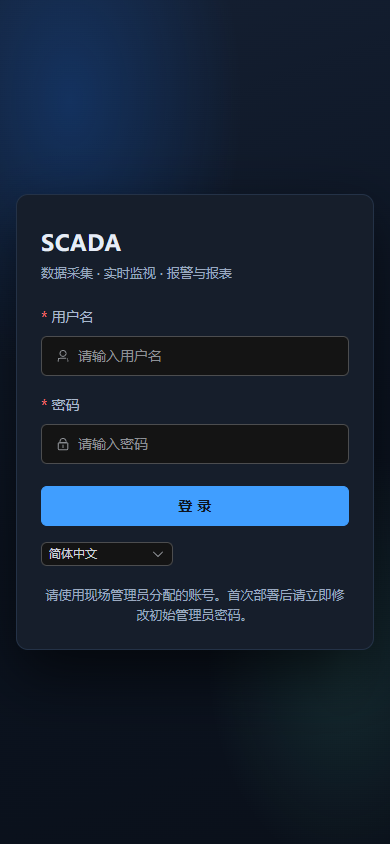 SCADA
数据采集 · 实时监视 · 报警与报表
* 用户名
请输入用户名
* 密码
请输入密码
登 录
简体中文
请使用现场管理员分配的账号。首次部署后请立即修
改初始管理员密码。